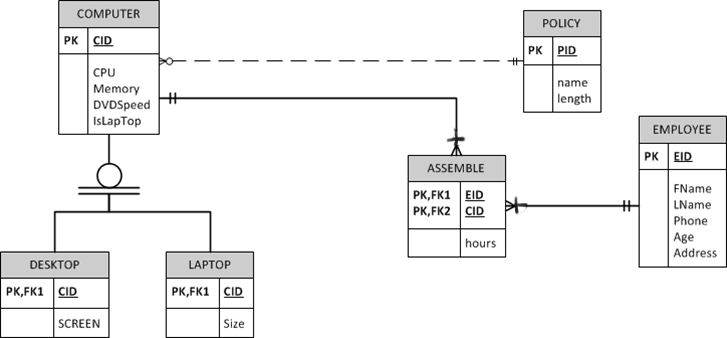 COMPUTER
PK CID
CPU
Memory
DVDSpeed
IsLapTop
POLICY
PK PID
name
length
EMPLOYEE
PK EID
FName
LName
Phone
Age
Address
ASSEMBLE
PK,FK1 EID
PK,FK2 CID
hours
DESKTOP
PK,FK1 CID
SCREEN
LAPTOP
PK,FK1 CID
Size